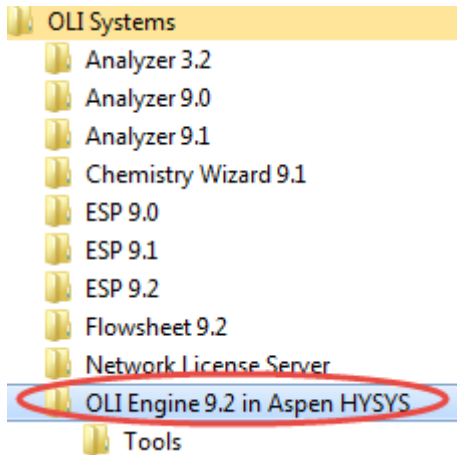 OLI Systems
Analyzer 3.2
Analyzer 9.0
Analyzer 9.1
Chemistry Wizard 9.1
ESP 9.0
ESP 9.1
ESP 9.2
Flowsheet 9.2
Network License Server
OLI Engine 9.2 in Aspen HYSYS
Tools